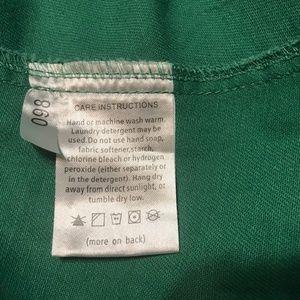 098
CARE INSTRUCTIONS
Hand or machine wash warm.
Laundry detergent may be
used.Do not use hand soap,
fabric softener,starch,
chlorine bleach or hydrogen
peroxide (either separately or
in the detergent). Hang dry
away from direct sunlight, or
tumble dry low.
(more on back)